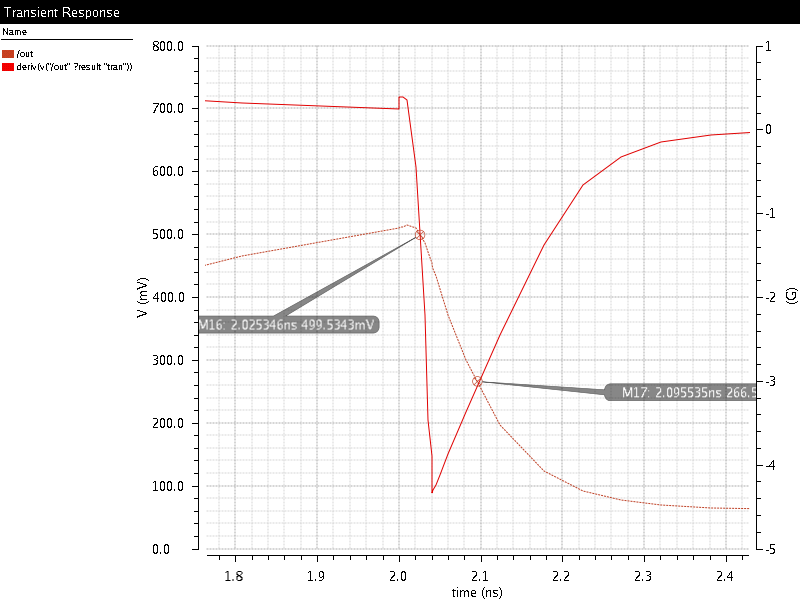 Transient Response
Name
/out
deriv(v("/out" ?result "tran"))
800.0
700.0
600.0
500.0
400.0
300.0
200.0
100.0
0.0
V (mV)
1
0
-1
-2
-3
-4
-5
(G)
M16: 2.025346ns 499.5343mV
M17: 2.095535ns 266.5
1.8
1.9
2.0
2.1
2.2
2.3
2.4
time (ns)